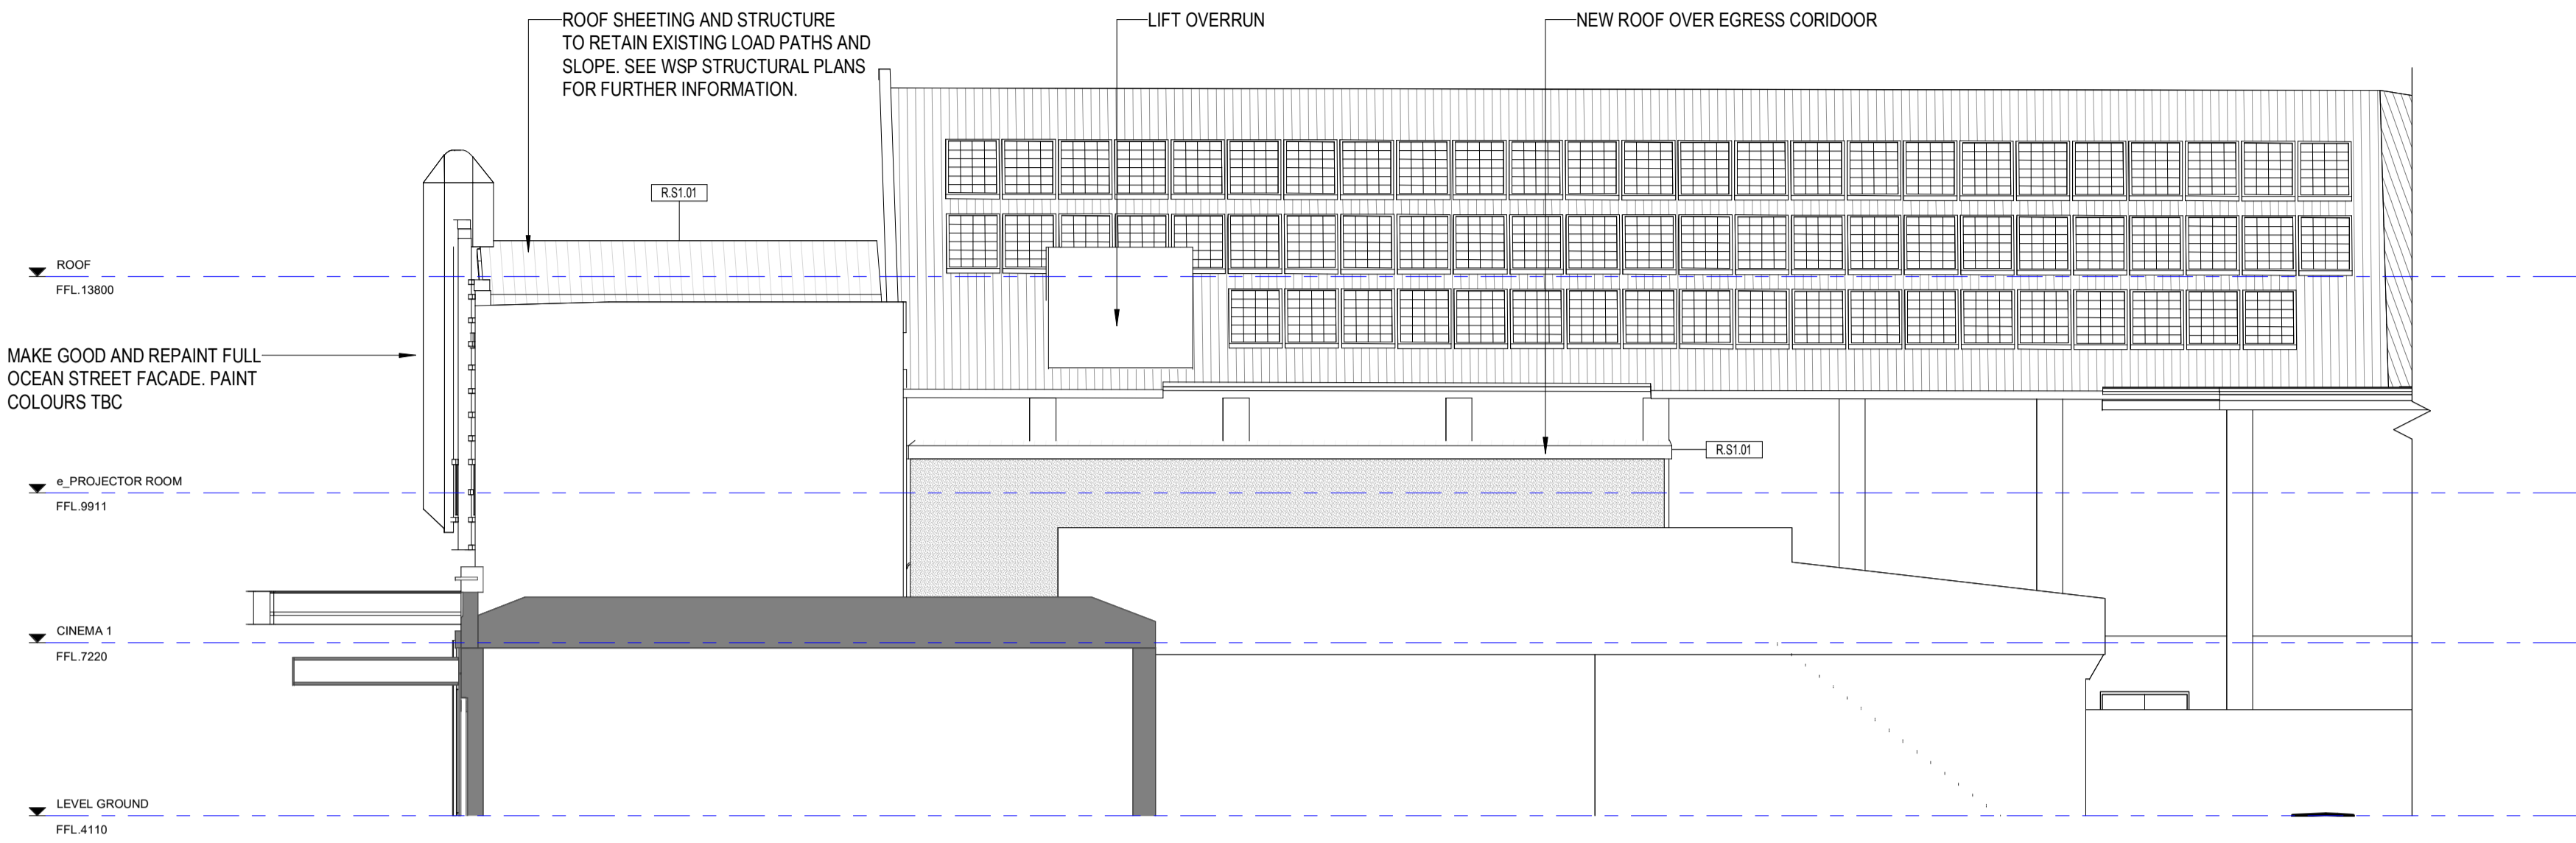 ROOF SHEETING AND STRUCTURE
TO RETAIN EXISTING LOAD PATHS AND
SLOPE. SEE WSP STRUCTURAL PLANS
FOR FURTHER INFORMATION.
LIFT OVERRUN
NEW ROOF OVER EGRESS CORIDOOR
R.S1.01
ROOF
FFL.13800
MAKE GOOD AND REPAINT FULL
OCEAN STREET FACADE. PAINT
COLOURS TBC
R.S1.01
e_PROJECTOR ROOM
FFL.9911
CINEMA 1
FFL.7220
LEVEL GROUND
FFL.4110